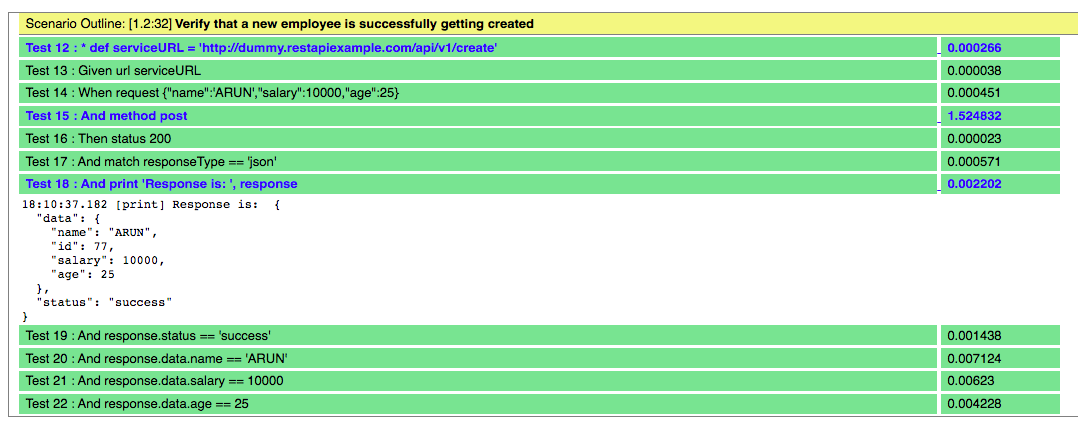 Scenario Outline: [1.2:32] Verify that a new employee is successfully getting created
Test 12 : * def serviceURL = 'http://dummy.restapiexample.com/api/v1/create' 0.000266
Test 13 : Given url serviceURL 0.000038
Test 14 : When request {"name":'ARUN',"salary":10000,"age":25} 0.000451
Test 15 : And method post 1.524832
Test 16 : Then status 200 0.000023
Test 17 : And match responseType == 'json' 0.000571
Test 18 : And print 'Response is: ', response 0.002202
18:10:37.182 [print] Response is:  {
  "data": {
    "name": "ARUN",
    "id": 77,
    "salary": 10000,
    "age": 25
  },
  "status": "success"
}
Test 19 : And response.status == 'success' 0.001438
Test 20 : And response.data.name == 'ARUN' 0.007124
Test 21 : And response.data.salary == 10000 0.00623
Test 22 : And response.data.age == 25 0.004228